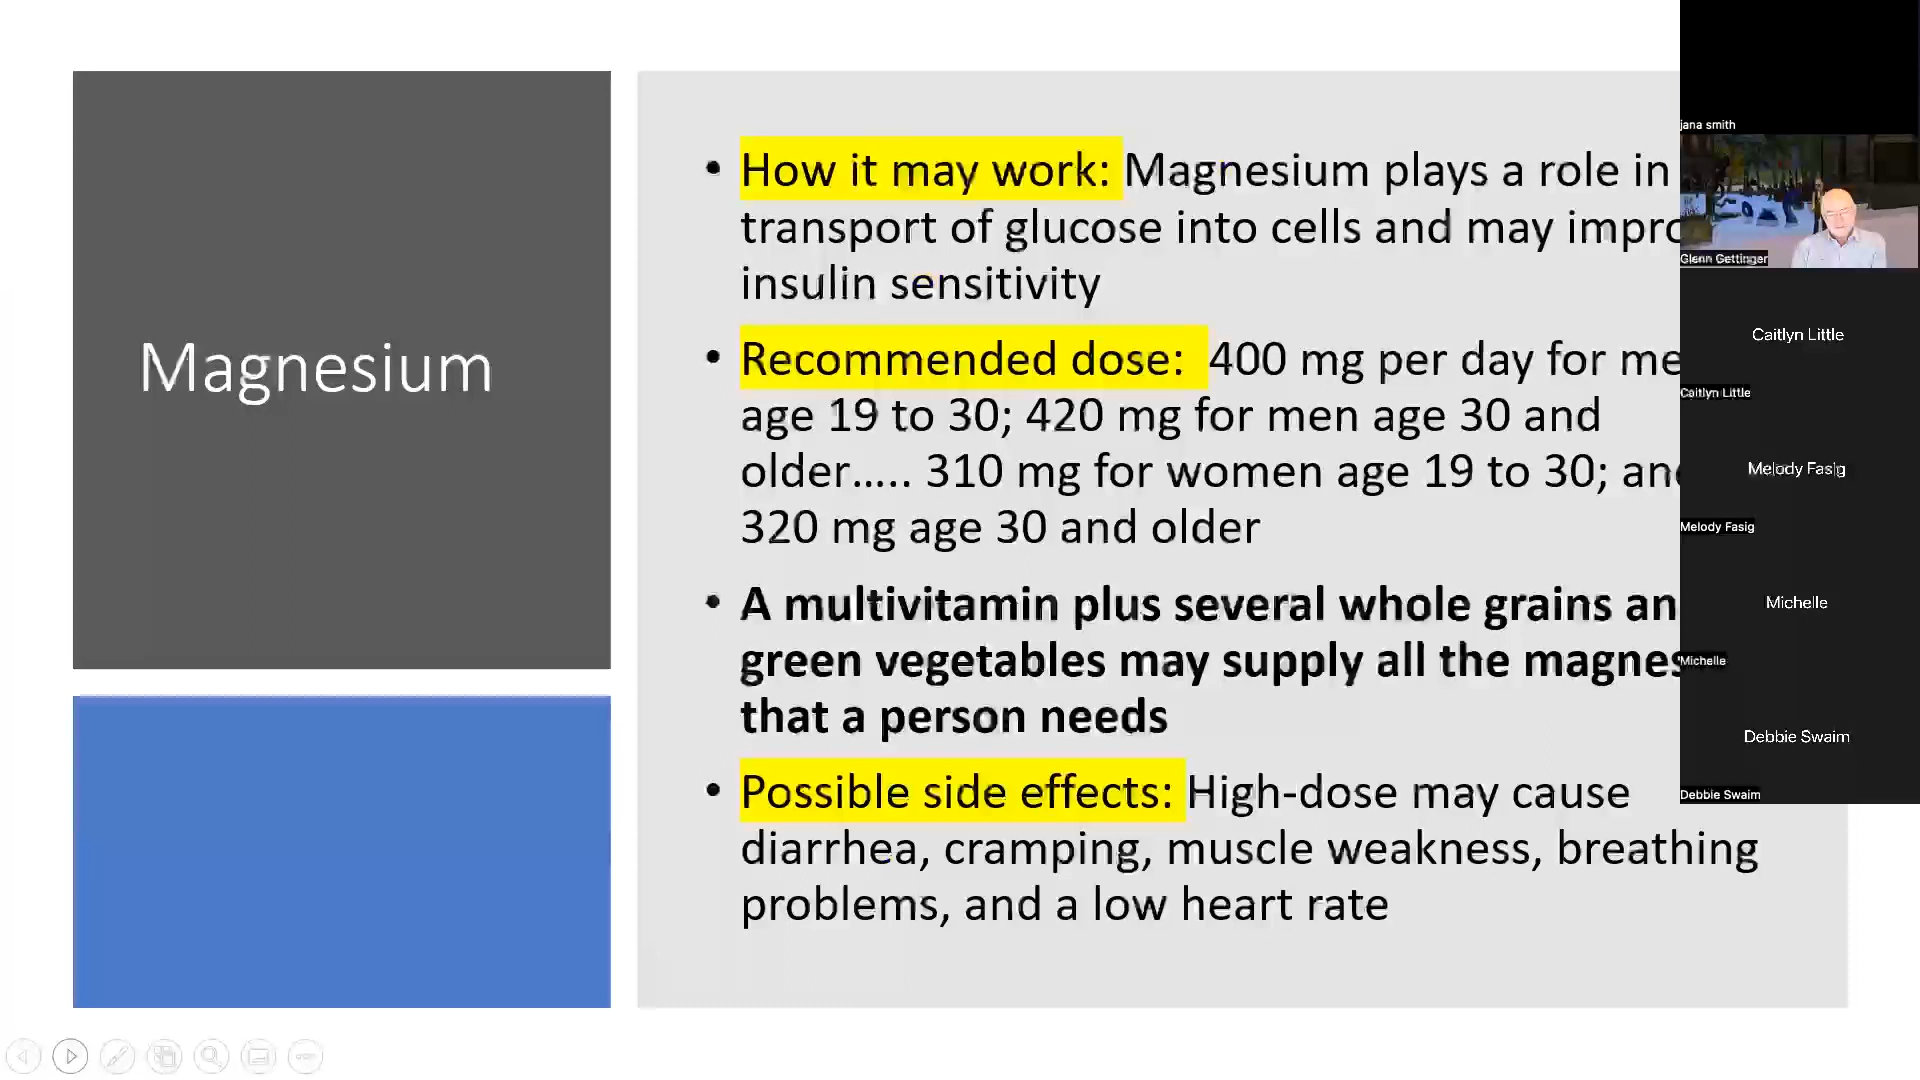 Magnesium
• How it may work: Magnesium plays a role in
transport of glucose into cells and may impro
insulin sensitivity
• Recommended dose: 400 mg per day for me
age 19 to 30; 420 mg for men age 30 and
older..... 310 mg for women age 19 to 30; and
320 mg age 30 and older
• A multivitamin plus several whole grains an
green vegetables may supply all the magnes
that a person needs
• Possible side effects: High-dose may cause
diarrhea, cramping, muscle weakness, breathing
problems, and a low heart rate
jana smith
Glenn Gettinger
Caitlyn Little
Caitlyn Little
Melody Fasig
Melody Fasig
Michelle
Michelle
Debbie Swaim
Debbie Swaim